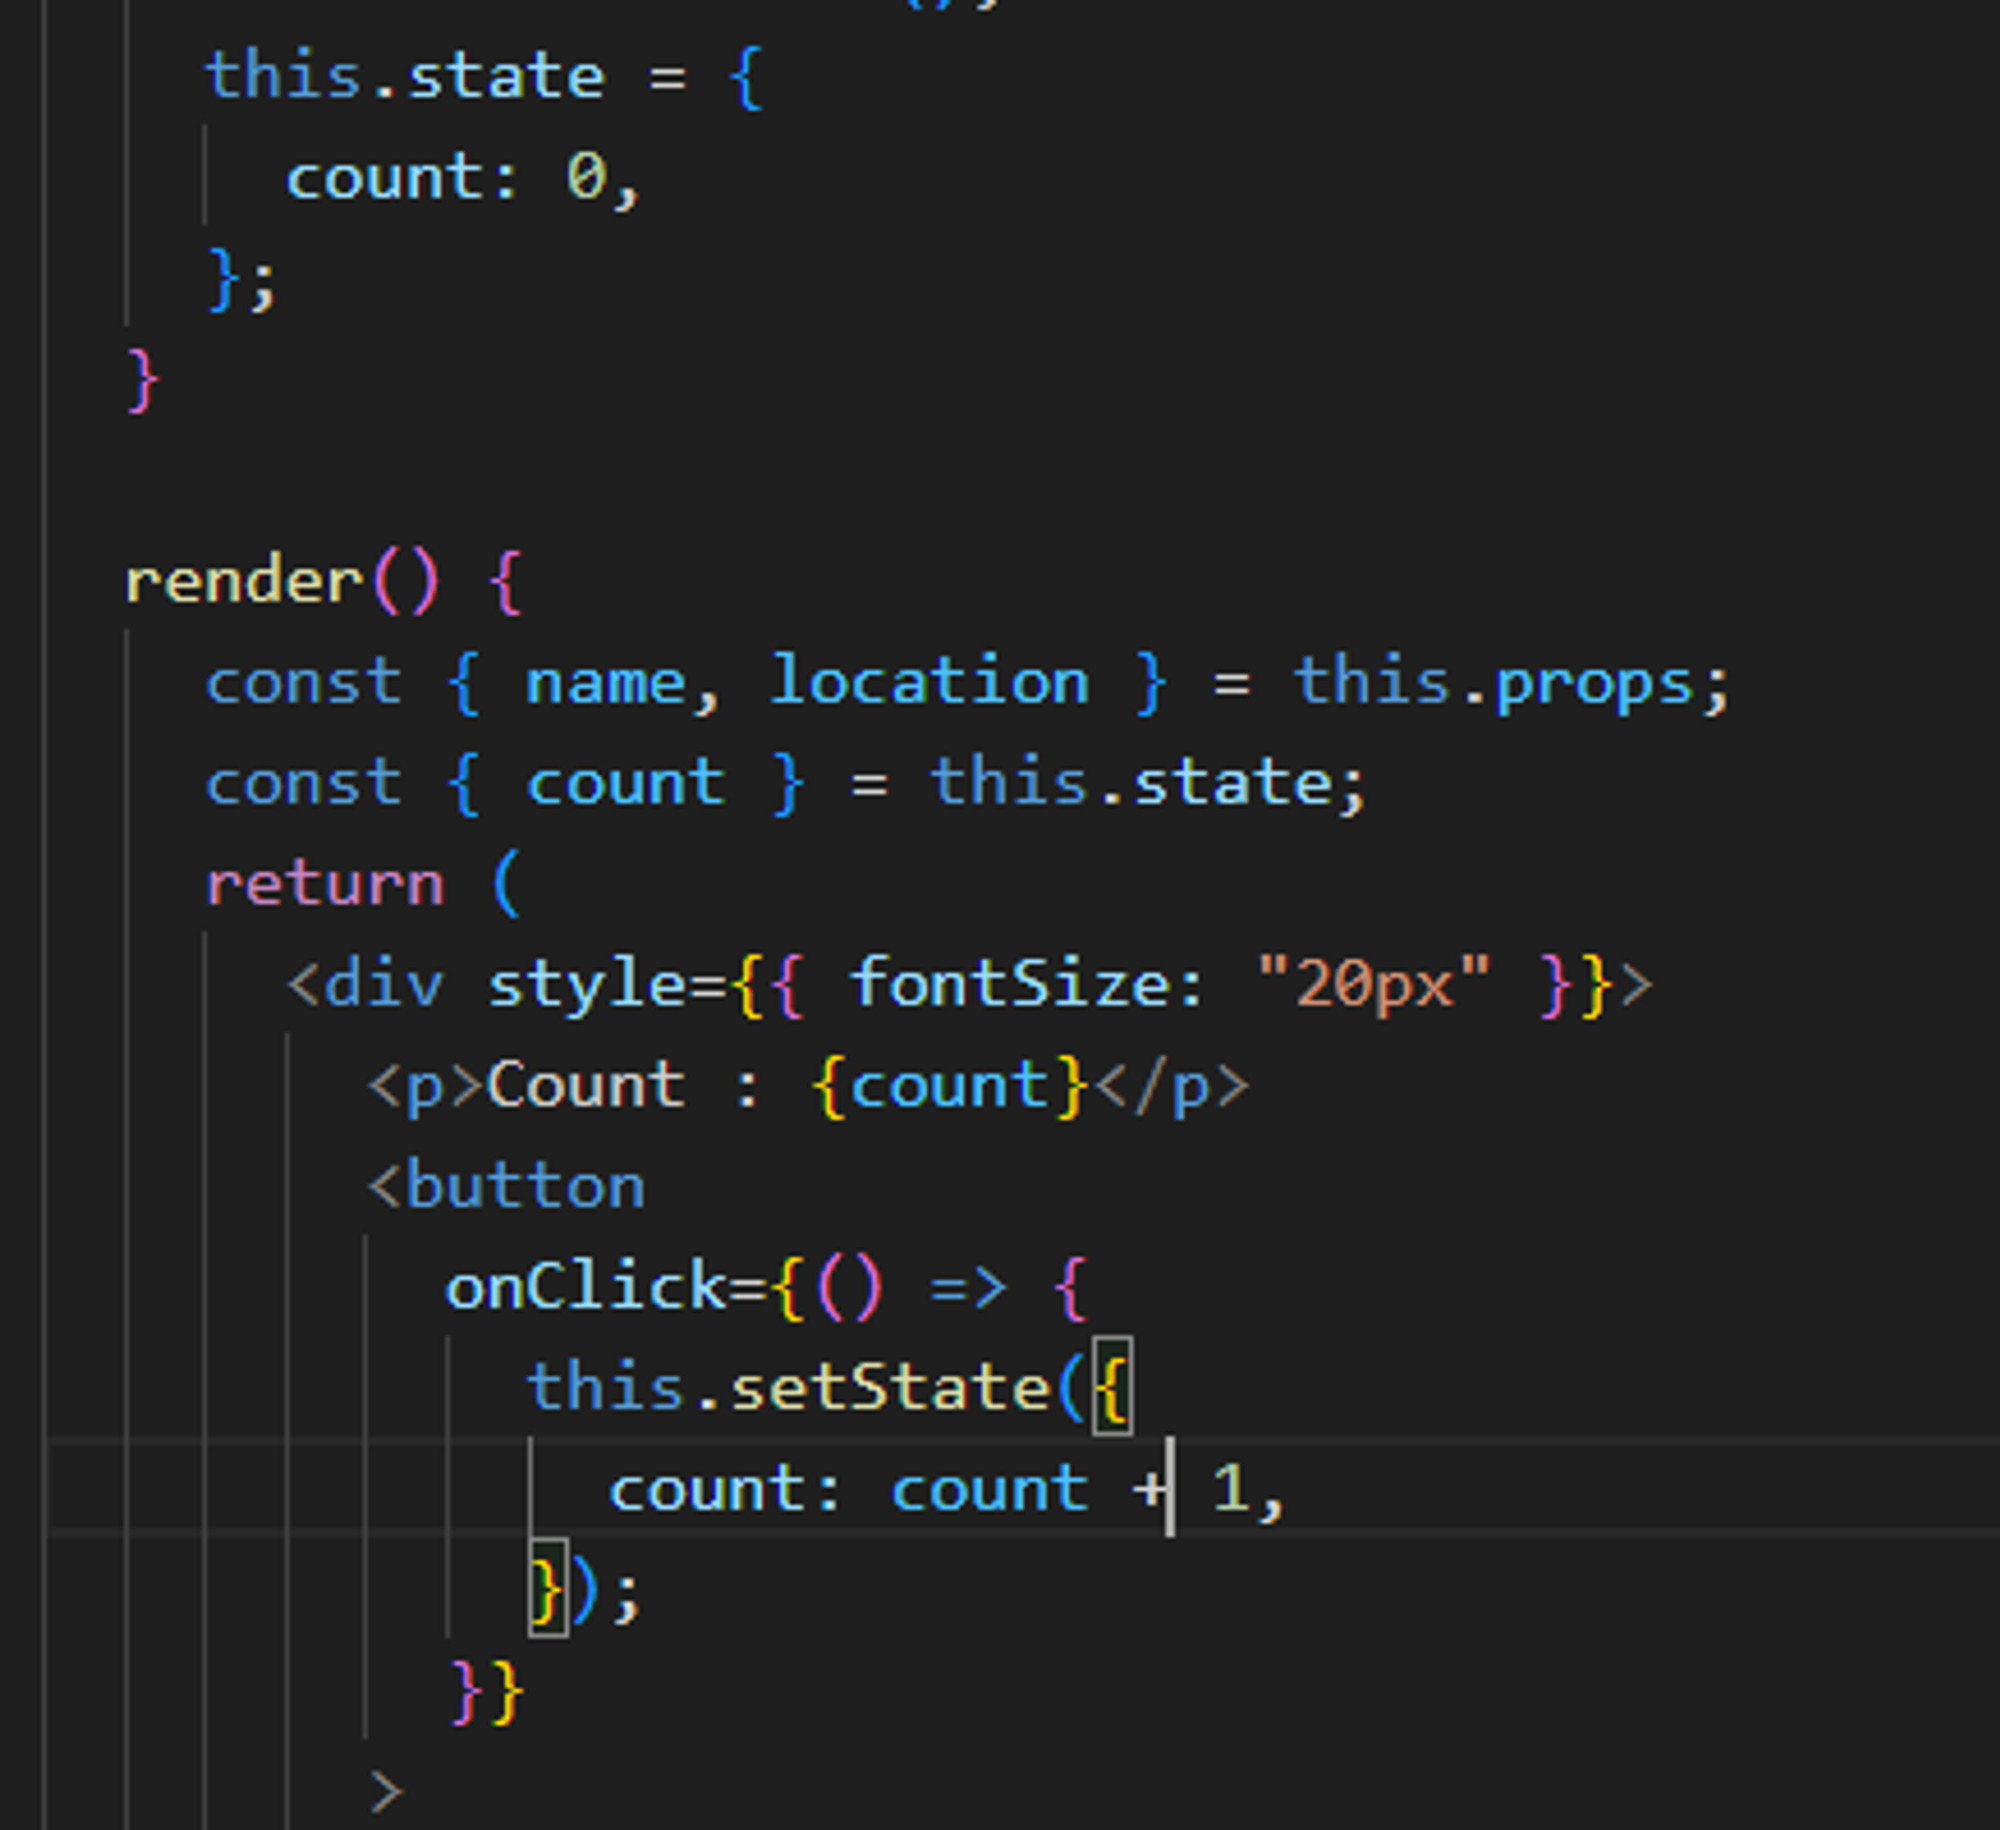 this.state = {
count: 0,
};
}
render() {
const { name, location } = this.props;
const { count } = this.state;
return (
<div style={{ fontSize: "20px" }}>
<p>Count : {count}</p>
<button
onClick={() => {
this.setState({
count: count + 1,
});
}}
>